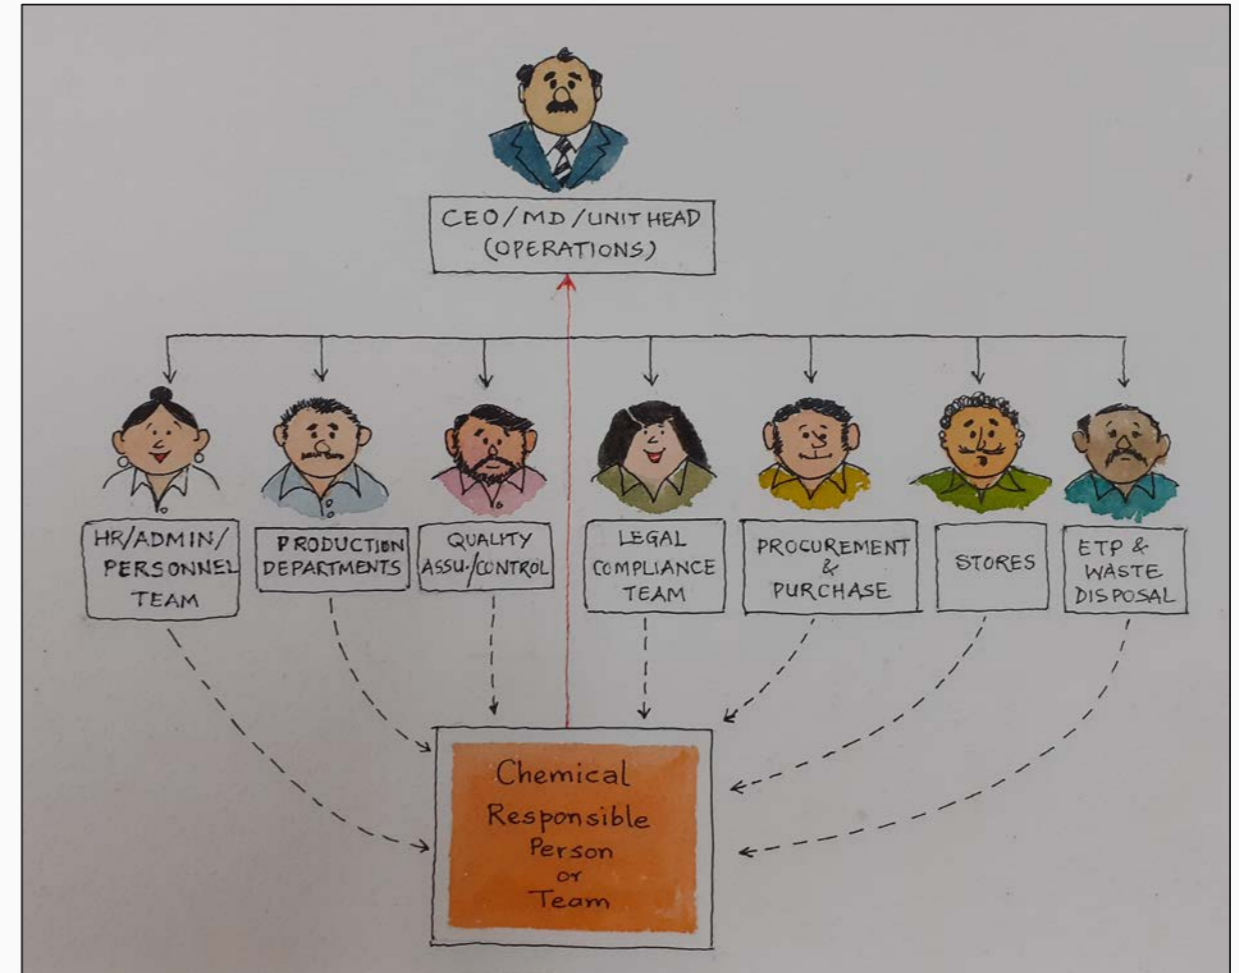 CEO/MD/UNIT HEAD
(OPERATIONS)
HR/ADMIN/
PERSONNEL
TEAM
PRODUCTION
DEPARTMENTS
QUALITY
ASSU./CONTROL
LEGAL
COMPLIANCE
TEAM
PROCUREMENT
&
PURCHASE
STORES
ETP &
WASTE
DISPOSAL
Chemical
Responsible
Person
or
Team